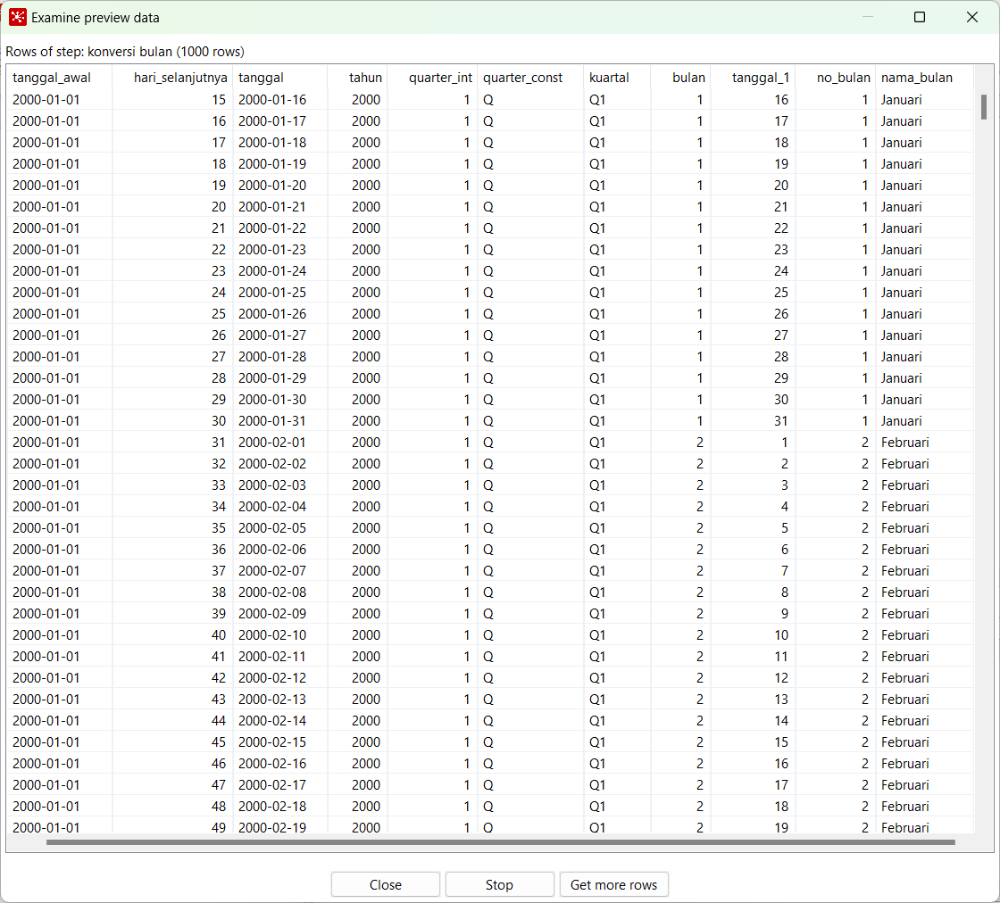 Examine preview data
Rows of step: konversi bulan (1000 rows)
tanggal_awal hari_selanjutnya tanggal tahun quarter_int quarter_const kuartal bulan tanggal_1 no_bulan nama_bulan
2000-01-01 15 2000-01-16 2000 1 Q Q1 1 16 1 Januari
2000-01-01 16 2000-01-17 2000 1 Q Q1 1 17 1 Januari
2000-01-01 17 2000-01-18 2000 1 Q Q1 1 18 1 Januari
2000-01-01 18 2000-01-19 2000 1 Q Q1 1 19 1 Januari
2000-01-01 19 2000-01-20 2000 1 Q Q1 1 20 1 Januari
2000-01-01 20 2000-01-21 2000 1 Q Q1 1 21 1 Januari
2000-01-01 21 2000-01-22 2000 1 Q Q1 1 22 1 Januari
2000-01-01 22 2000-01-23 2000 1 Q Q1 1 23 1 Januari
2000-01-01 23 2000-01-24 2000 1 Q Q1 1 24 1 Januari
2000-01-01 24 2000-01-25 2000 1 Q Q1 1 25 1 Januari
2000-01-01 25 2000-01-26 2000 1 Q Q1 1 26 1 Januari
2000-01-01 26 2000-01-27 2000 1 Q Q1 1 27 1 Januari
2000-01-01 27 2000-01-28 2000 1 Q Q1 1 28 1 Januari
2000-01-01 28 2000-01-29 2000 1 Q Q1 1 29 1 Januari
2000-01-01 29 2000-01-30 2000 1 Q Q1 1 30 1 Januari
2000-01-01 30 2000-01-31 2000 1 Q Q1 1 31 1 Januari
2000-01-01 31 2000-02-01 2000 1 Q Q1 2 1 2 Februari
2000-01-01 32 2000-02-02 2000 1 Q Q1 2 2 2 Februari
2000-01-01 33 2000-02-03 2000 1 Q Q1 2 3 2 Februari
2000-01-01 34 2000-02-04 2000 1 Q Q1 2 4 2 Februari
2000-01-01 35 2000-02-05 2000 1 Q Q1 2 5 2 Februari
2000-01-01 36 2000-02-06 2000 1 Q Q1 2 6 2 Februari
2000-01-01 37 2000-02-07 2000 1 Q Q1 2 7 2 Februari
2000-01-01 38 2000-02-08 2000 1 Q Q1 2 8 2 Februari
2000-01-01 39 2000-02-09 2000 1 Q Q1 2 9 2 Februari
2000-01-01 40 2000-02-10 2000 1 Q Q1 2 10 2 Februari
2000-01-01 41 2000-02-11 2000 1 Q Q1 2 11 2 Februari
2000-01-01 42 2000-02-12 2000 1 Q Q1 2 12 2 Februari
2000-01-01 43 2000-02-13 2000 1 Q Q1 2 13 2 Februari
2000-01-01 44 2000-02-14 2000 1 Q Q1 2 14 2 Februari
2000-01-01 45 2000-02-15 2000 1 Q Q1 2 15 2 Februari
2000-01-01 46 2000-02-16 2000 1 Q Q1 2 16 2 Februari
2000-01-01 47 2000-02-17 2000 1 Q Q1 2 17 2 Februari
2000-01-01 48 2000-02-18 2000 1 Q Q1 2 18 2 Februari
2000-01-01 49 2000-02-19 2000 1 Q Q1 2 19 2 Februari
Close Stop Get more rows